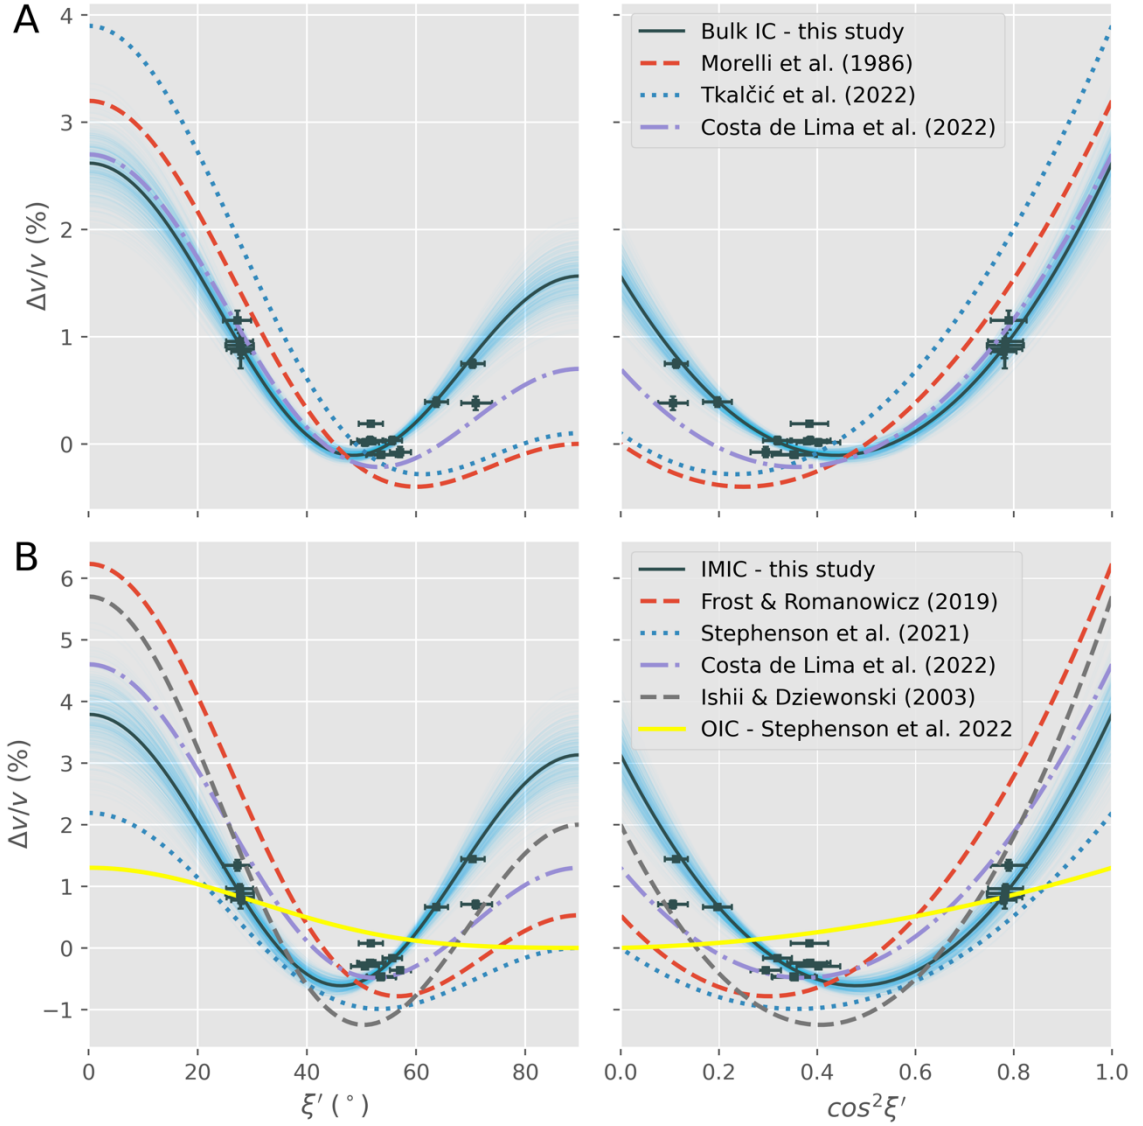 A
4
3
2
1
0
Δv/v (%)
Bulk IC - this study
Morelli et al. (1986)
Tkalčić et al. (2022)
Costa de Lima et al. (2022)
B
6
5
4
3
2
1
0
−1
Δv/v (%)
IMIC - this study
Frost & Romanowicz (2019)
Stephenson et al. (2021)
Costa de Lima et al. (2022)
Ishii & Dziewonski (2003)
OIC - Stephenson et al. 2022
0 20 40 60 80
0.0 0.2 0.4 0.6 0.8 1.0
ξ′ (°)
cos²ξ′